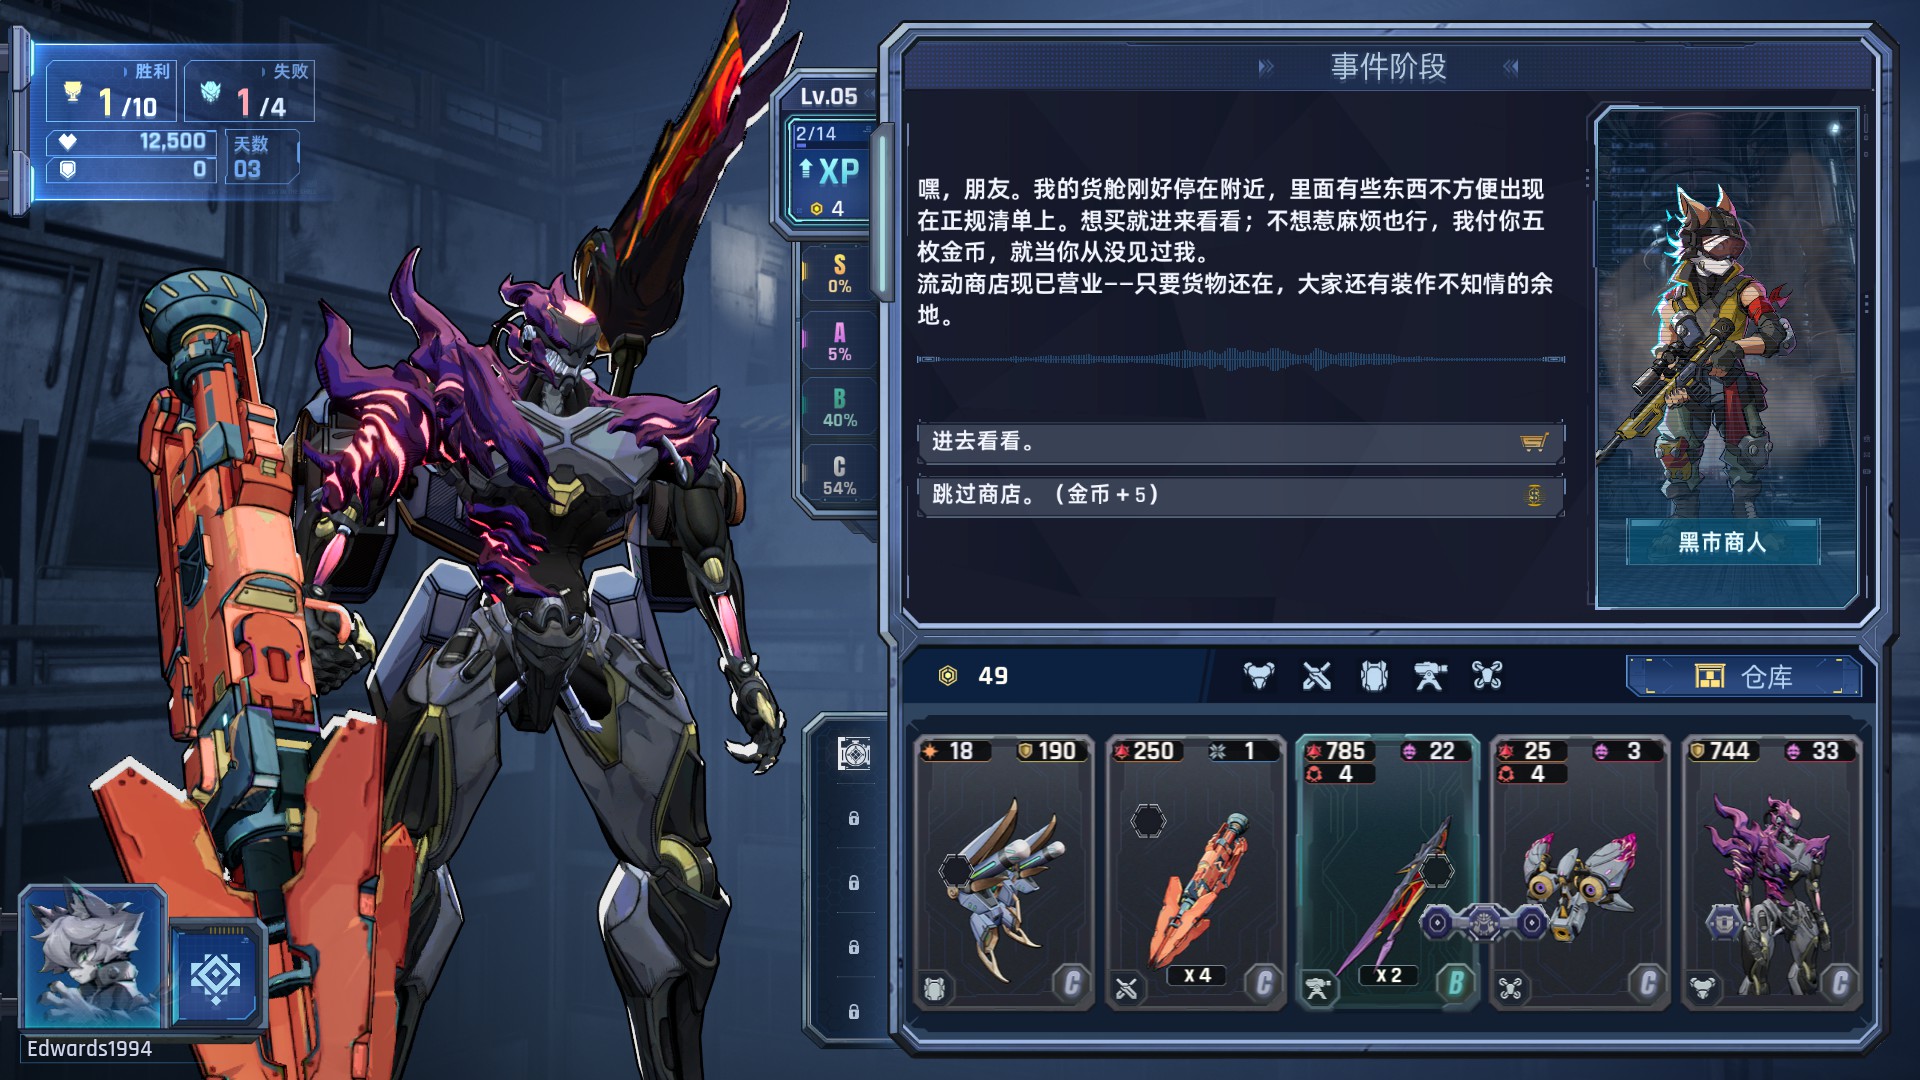 胜利
1/10
失败
1/4
12,500
0
天数
03
Lv.05
2/14
XP
4
S
0%
A
5%
B
40%
C
54%
事件阶段
嘿，朋友。我的货舱刚好停在附近，里面有些东西不方便出现
在正规清单上。想买就进来看看；不想惹麻烦也行，我付你五
枚金币，就当你从没见过我。
流动商店现已营业——只要货物还在，大家还有装作不知情的余
地。
进去看看。
跳过商店。（金币+5）
黑市商人
49
仓库
18 190
C
250 1
x4 C
785 22
4
x2 B
25 3
4
C
744 33
C
Edwards1994